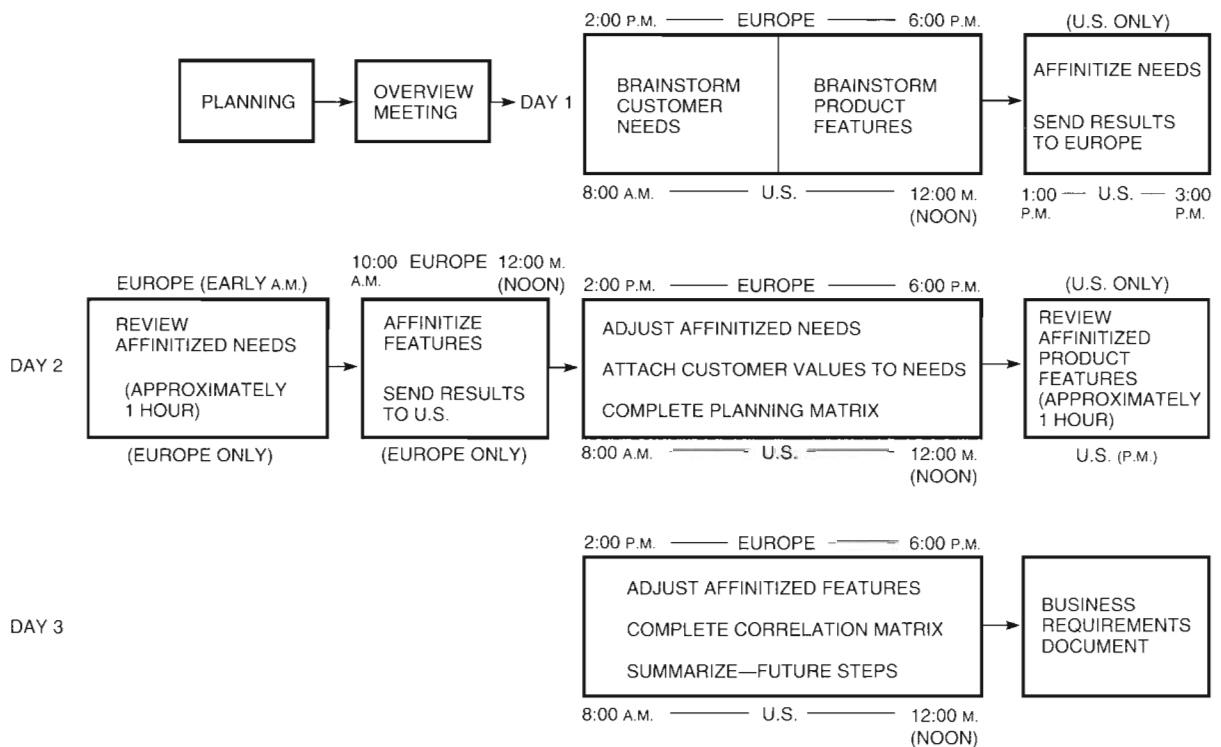 2:00 P.M. EUROPE 6:00 P.M.
(U.S. ONLY)
PLANNING
OVERVIEW
MEETING
DAY 1
BRAINSTORM
CUSTOMER
NEEDS
BRAINSTORM
PRODUCT
FEATURES
AFFINITIZE NEEDS
SEND RESULTS
TO EUROPE
8:00 A.M. U.S. 12:00 M.
(NOON)
1:00 — U.S. — 3:00
P.M. P.M.
DAY 2
EUROPE (EARLY A.M.)
REVIEW
AFFINITIZED NEEDS
(APPROXIMATELY
1 HOUR)
(EUROPE ONLY)
10:00 EUROPE 12:00 M.
A.M. (NOON)
AFFINITIZE
FEATURES
SEND RESULTS
TO U.S.
(EUROPE ONLY)
2:00 P.M. EUROPE 6:00 P.M.
ADJUST AFFINITIZED NEEDS
ATTACH CUSTOMER VALUES TO NEEDS
COMPLETE PLANNING MATRIX
8:00 A.M. U.S. 12:00 M.
(NOON)
(U.S. ONLY)
REVIEW
AFFINITIZED
PRODUCT
FEATURES
(APPROXIMATELY
1 HOUR)
U.S. (P.M.)
DAY 3
2:00 P.M. EUROPE 6:00 P.M.
ADJUST AFFINITIZED FEATURES
COMPLETE CORRELATION MATRIX
SUMMARIZE—FUTURE STEPS
8:00 A.M. U.S. 12:00 M.
(NOON)
BUSINESS
REQUIREMENTS
DOCUMENT